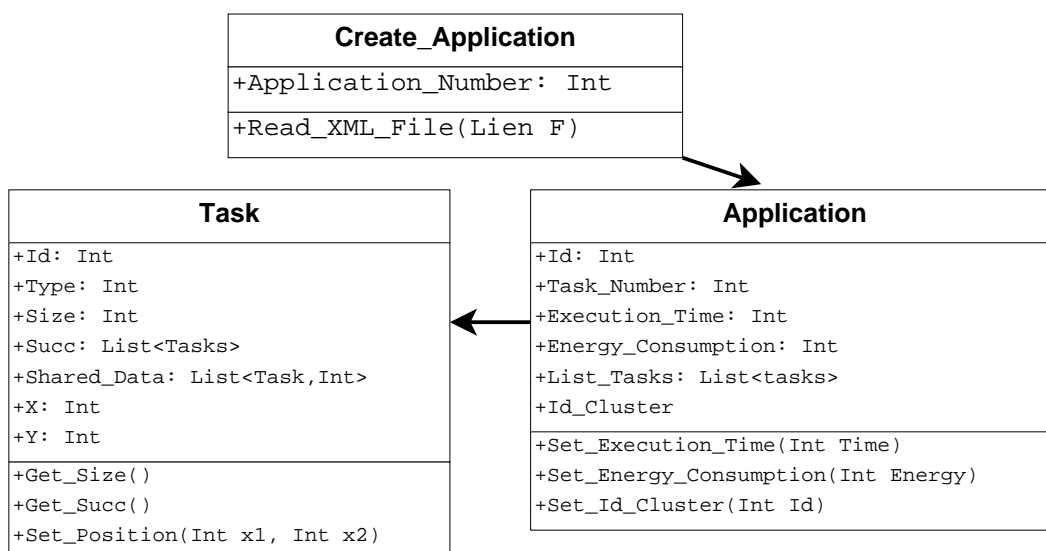 Create_Application
+Application_Number: Int
+Read_XML_File(Lien F)
Task
+Id: Int
+Type: Int
+Size: Int
+Succ: List<Tasks>
+Shared_Data: List<Task,Int>
+X: Int
+Y: Int
+Get_Size()
+Get_Succ()
+Set_Position(Int x1, Int x2)
Application
+Id: Int
+Task_Number: Int
+Execution_Time: Int
+Energy_Consumption: Int
+List_Tasks: List<tasks>
+Id_Cluster
+Set_Execution_Time(Int Time)
+Set_Energy_Consumption(Int Energy)
+Set_Id_Cluster(Int Id)